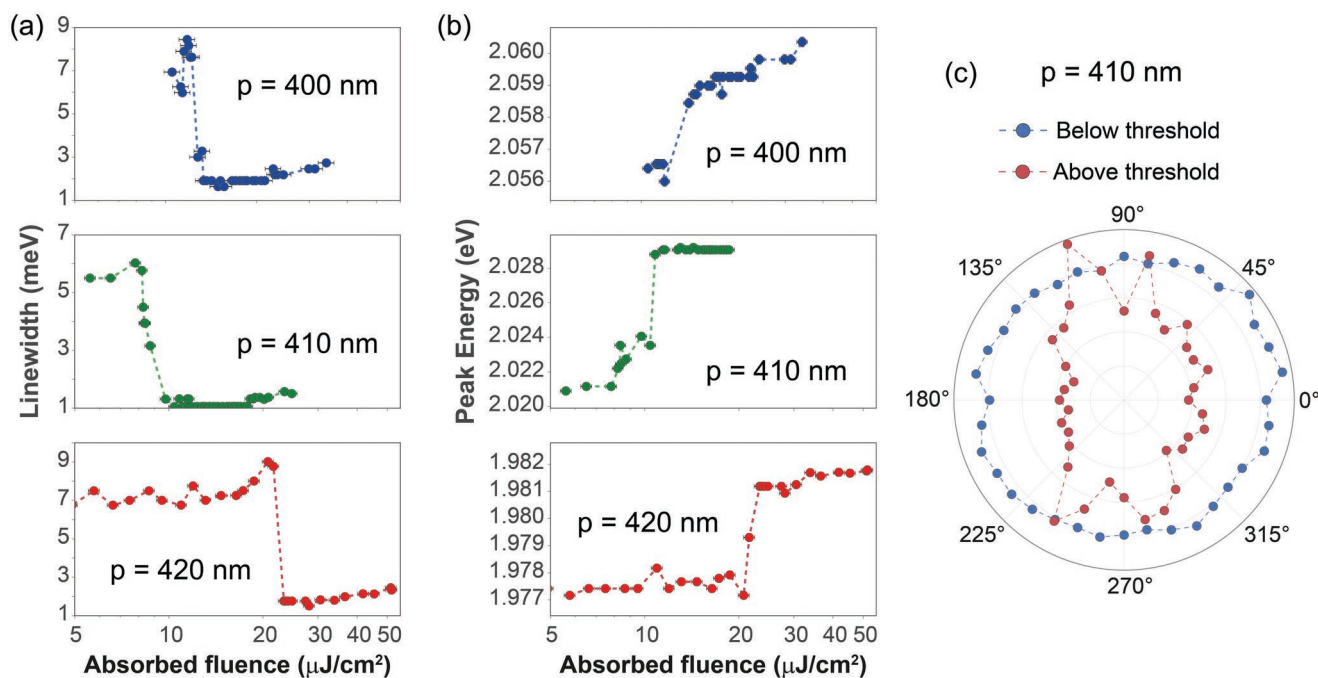 (a)
Linewidth (meV)
9
7
5
3
1
p = 400 nm
7
5
3
1
p = 410 nm
9
7
5
3
1
p = 420 nm
5 10 20 30 40 50
Absorbed fluence (μJ/cm²)
(b)
Peak Energy (eV)
2.060
2.059
2.058
2.057
2.056
p = 400 nm
2.028
2.026
2.024
2.022
2.020
p = 410 nm
1.982
1.981
1.980
1.979
1.978
1.977
p = 420 nm
5 10 20 30 40 50
Absorbed fluence (μJ/cm²)
(c)
p = 410 nm
Below threshold
Above threshold
90°
135° 45°
180° 0°
225° 315°
270°